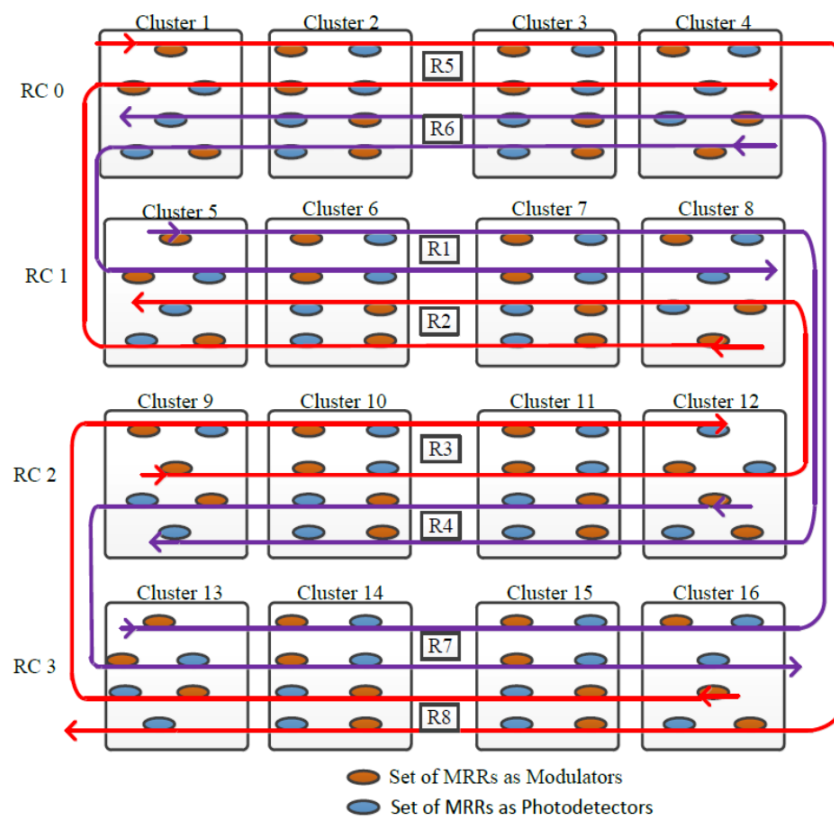 Cluster 1 Cluster 2 Cluster 3 Cluster 4
R5
RC 0
R6
Cluster 5 Cluster 6 Cluster 7 Cluster 8
R1
RC 1
R2
Cluster 9 Cluster 10 Cluster 11 Cluster 12
R3
RC 2
R4
Cluster 13 Cluster 14 Cluster 15 Cluster 16
R7
RC 3
R8
Set of MRRs as Modulators
Set of MRRs as Photodetectors